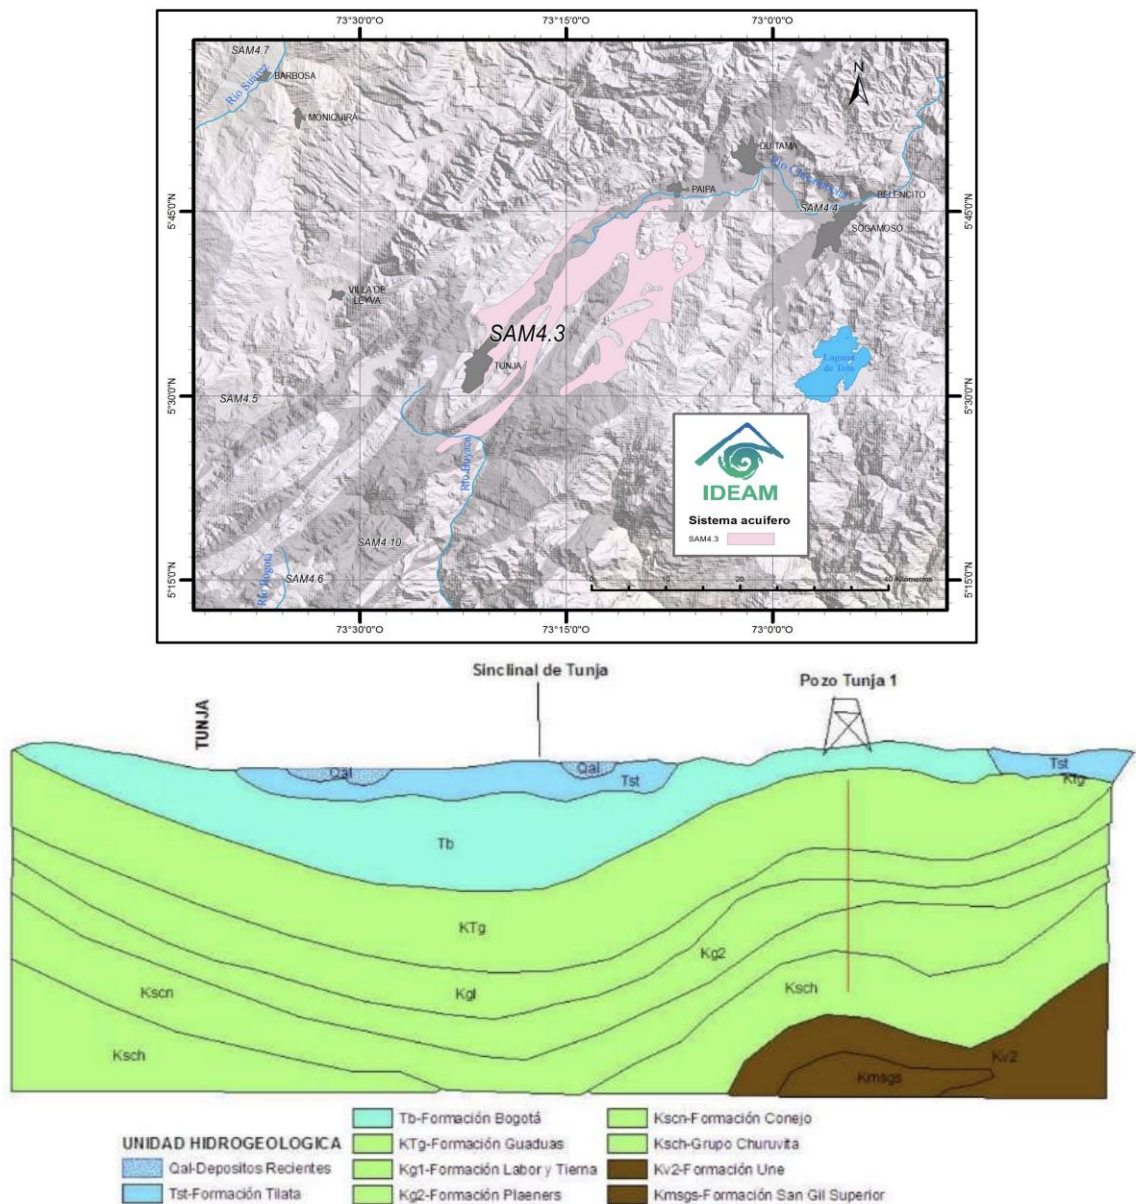 73°30'0"O 73°15'0"O 73°0'0"O
SAM4.7
Río Suárez
BARBOSA
MONIQUIRÁ
N
DUITAMA
Río Chicamocha
PAIPA
BELENCITO
5°45'0"N 5°45'0"N
SAM4.4
SOGAMOSO
VILLA DE
LEYVA
SAM4.3
TUNJA
Laguna
de Tota
5°30'0"N 5°30'0"N
SAM4.5
Río Boyacá
IDEAM
Sistema acuifero
SAM4.3
SAM4.10
Río Bogotá
SAM4.6
0 10 20 40 Kilometros
5°15'0"N 5°15'0"N
73°30'0"O 73°15'0"O 73°0'0"O
Sinclinal de Tunja
Pozo Tunja 1
TUNJA
Qal
Qal
Tst
Tst
Ktg
Tb
KTg
Kg2
Kscn
Kgl
Ksch
Ksch
Kv2
Kmsgs
UNIDAD HIDROGEOLOGICA
Qal-Depositos Recientes
Tst-Formación Tilata
Tb-Formación Bogotá
KTg-Formación Guaduas
Kg1-Formación Labor y Tierna
Kg2-Formación Plaeners
Kscn-Formación Conejo
Ksch-Grupo Churuvita
Kv2-Formación Une
Kmsgs-Formación San Gil Superior